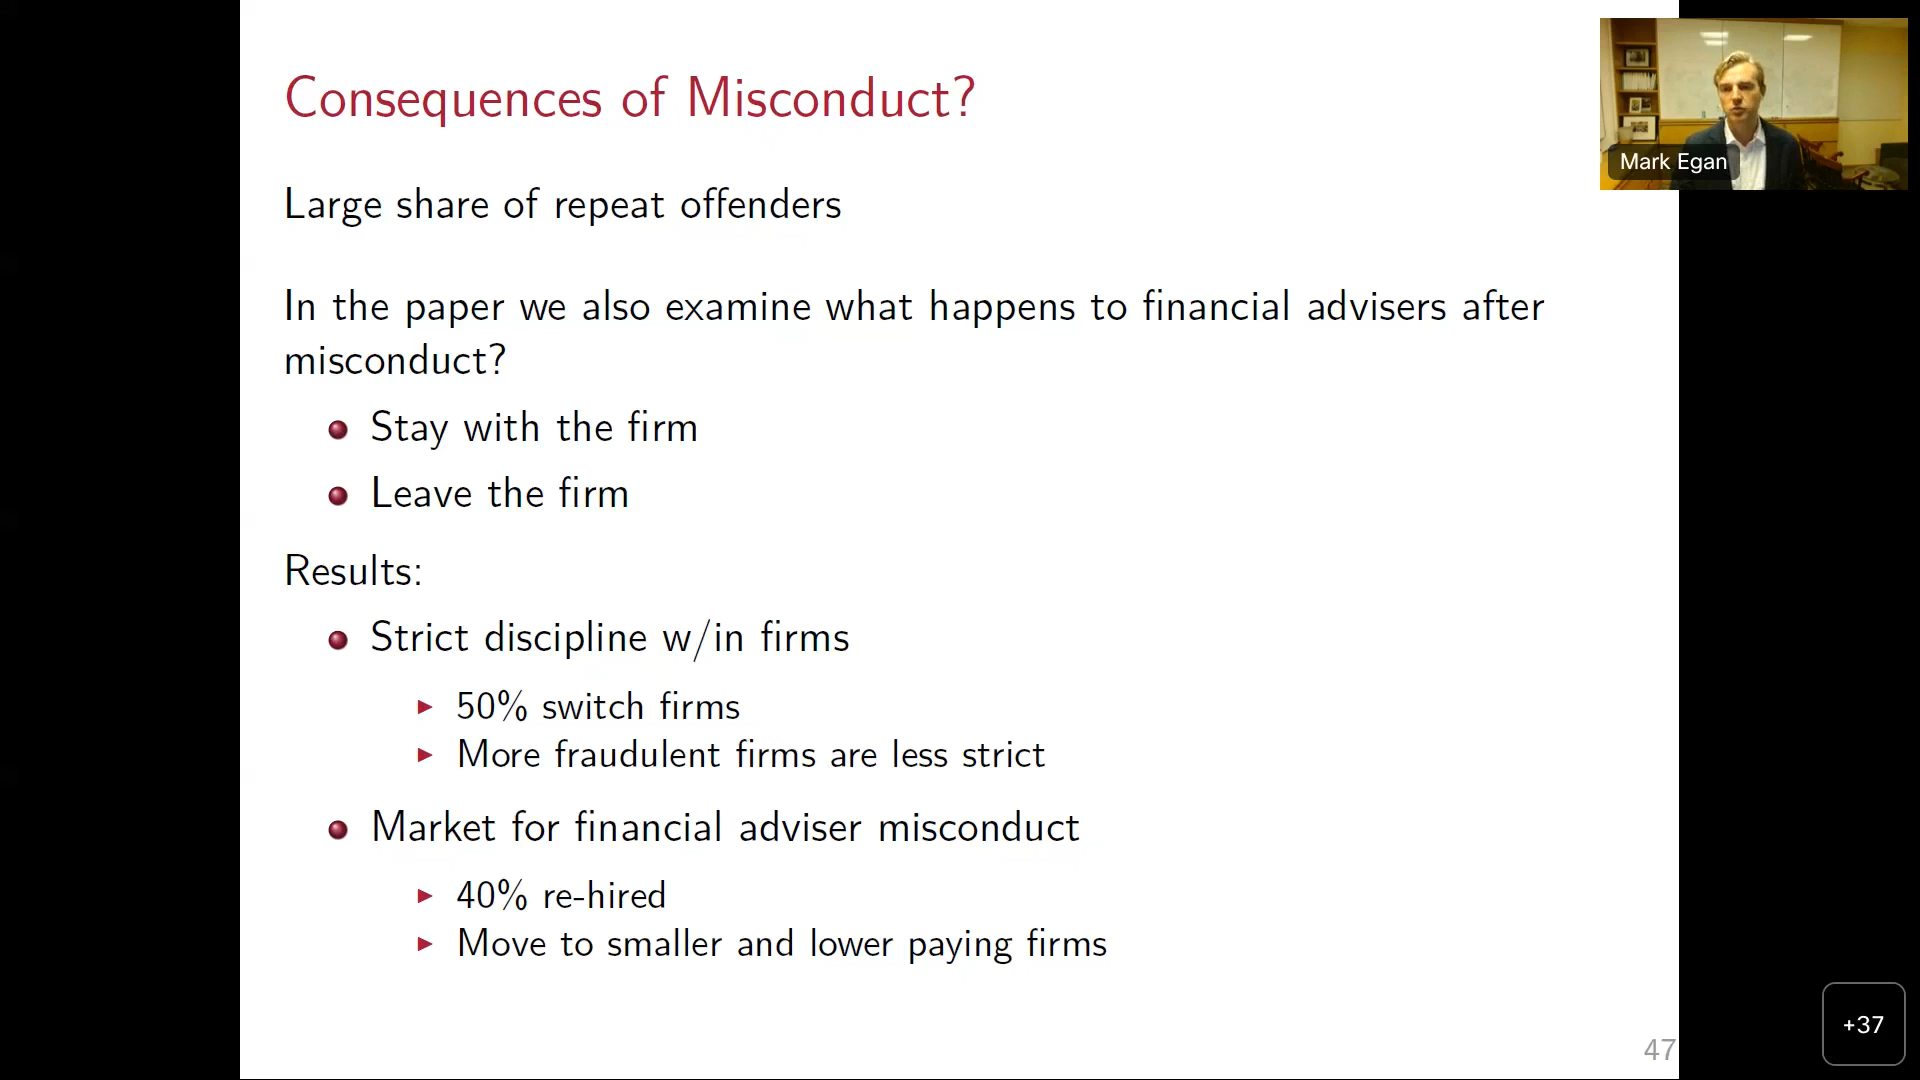 Consequences of Misconduct?
Mark Egan
Large share of repeat offenders
In the paper we also examine what happens to financial advisers after
misconduct?
Stay with the firm
Leave the firm
Results:
Strict discipline w/in firms
50% switch firms
More fraudulent firms are less strict
Market for financial adviser misconduct
40% re-hired
Move to smaller and lower paying firms
+37
47